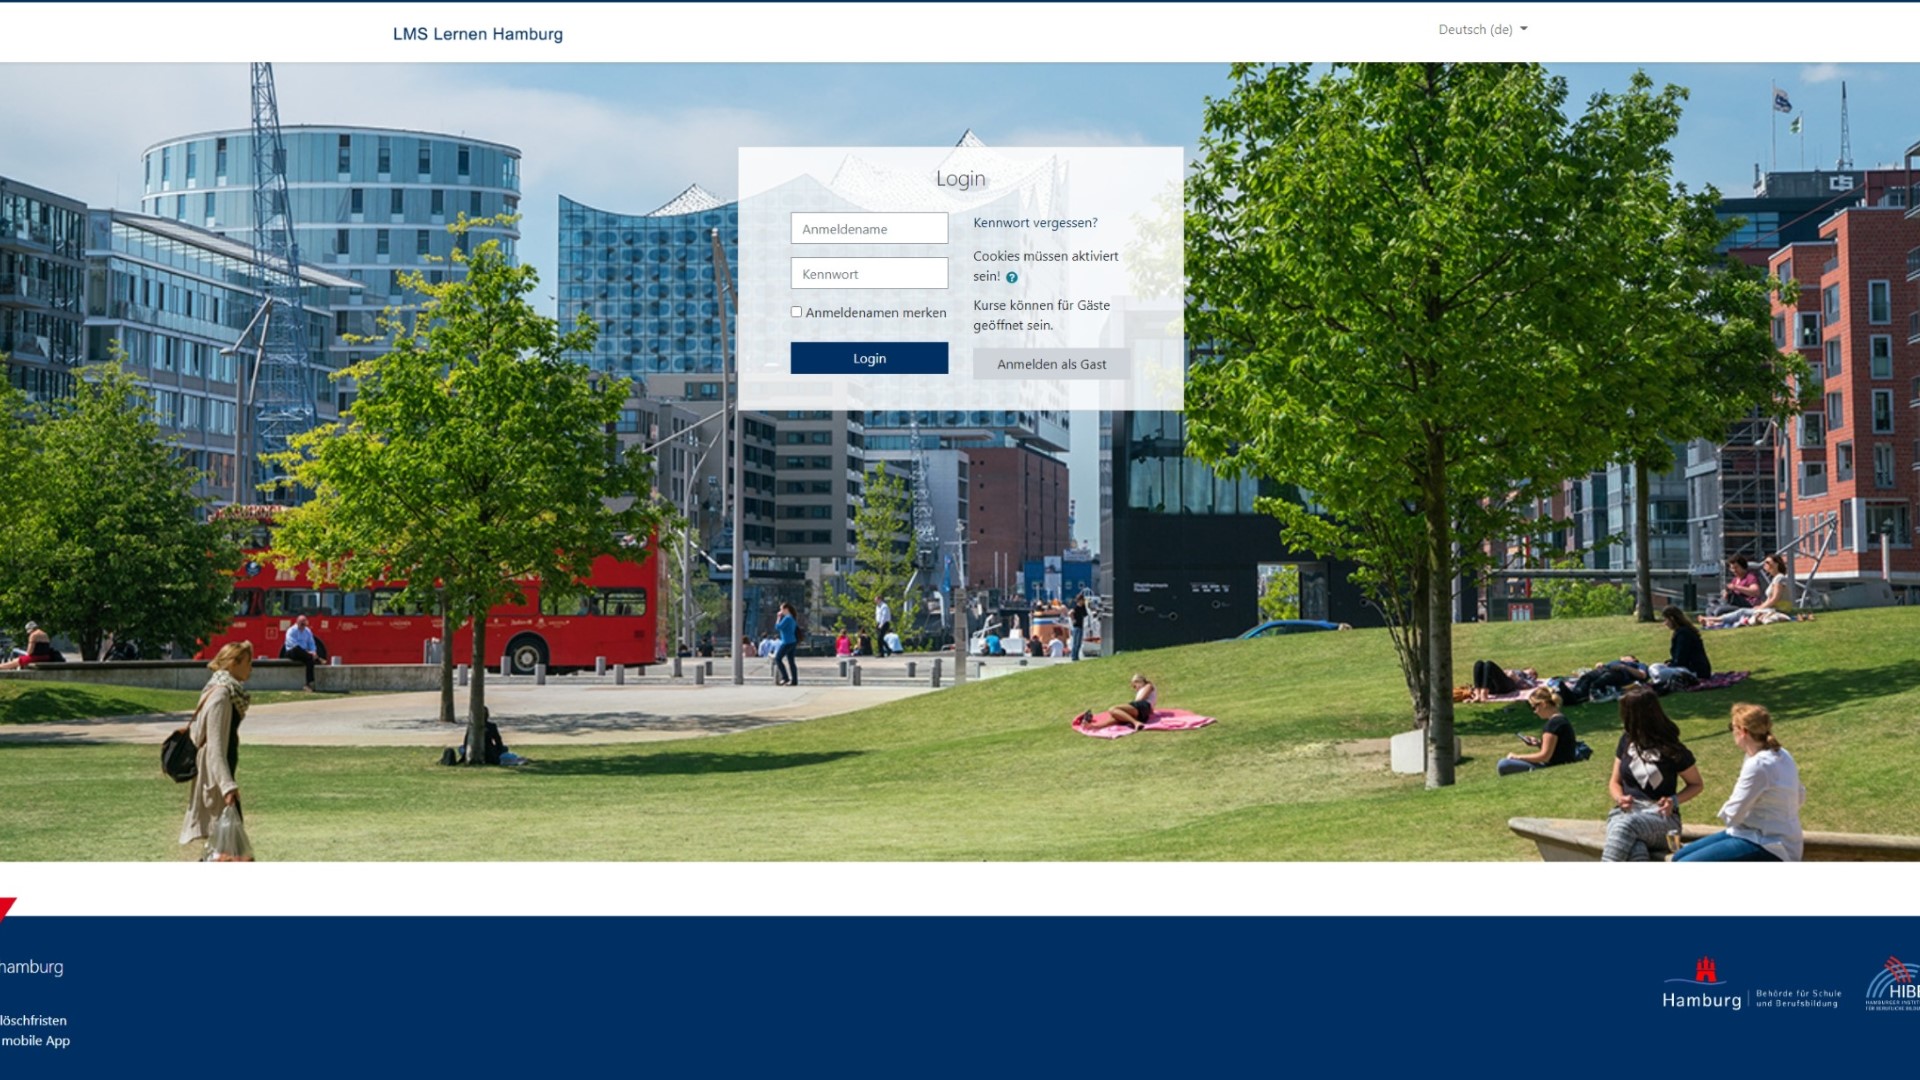 LMS Lernen Hamburg
Deutsch (de)
Login
Anmeldename
Kennwort
Anmeldenamen merken
Login
Kennwort vergessen?
Cookies müssen aktiviert
sein!
Kurse können für Gäste
geöffnet sein.
Anmelden als Gast
hamburg
löschfristen
mobile App
Hamburg
Behörde für Schule
und Berufsbildung